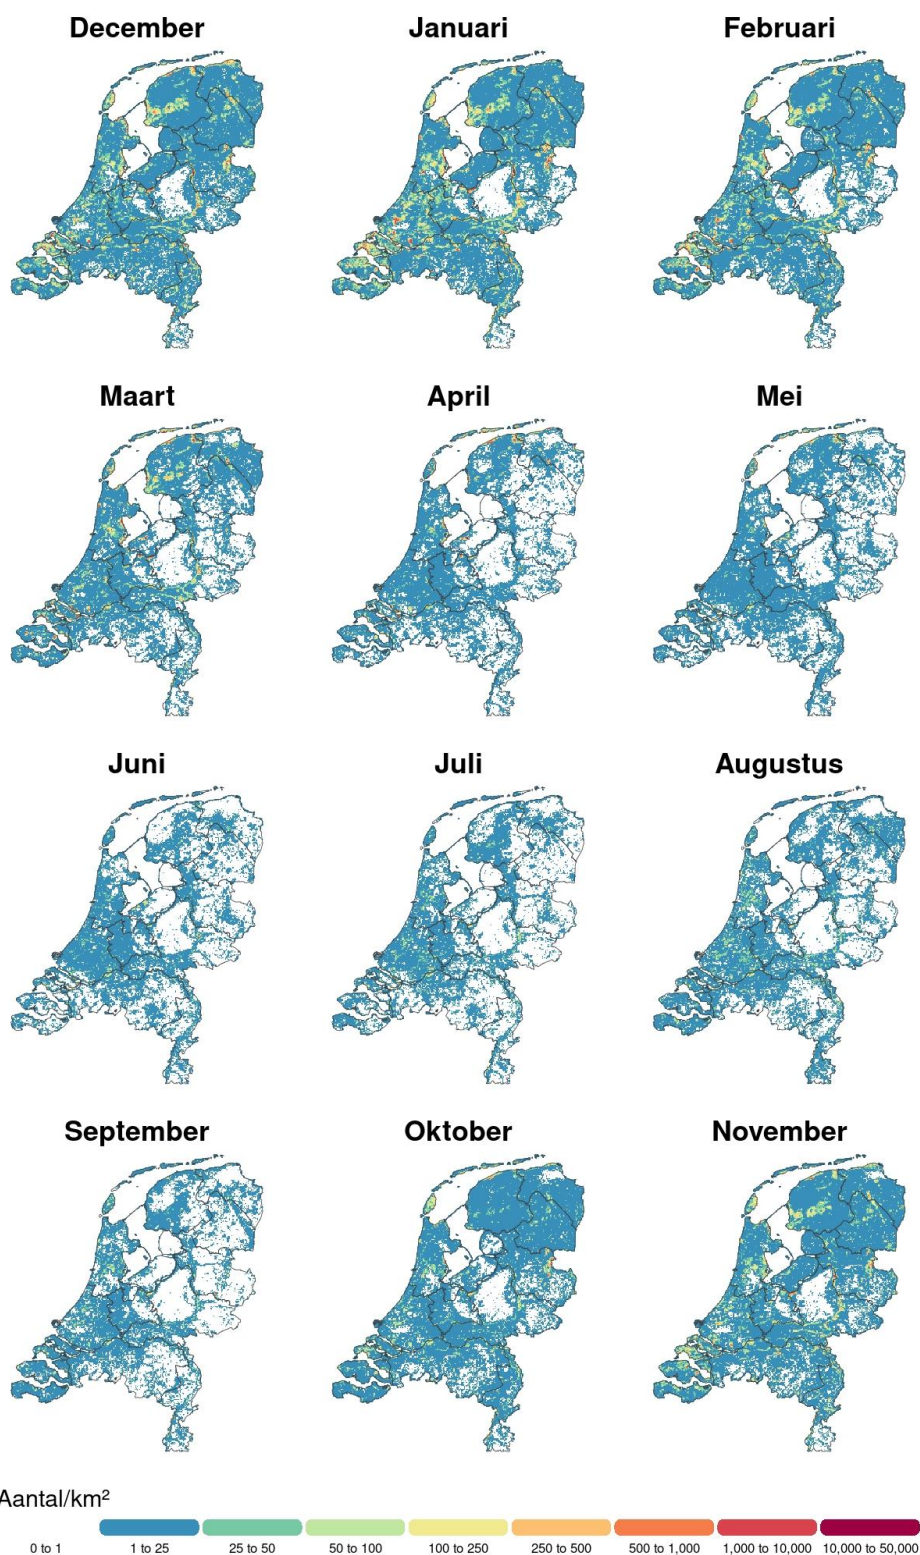 December Januari Februari
Maart April Mei
Juni Juli Augustus
September Oktober November
Aantal/km²
0 to 1 1 to 25 25 to 50 50 to 100 100 to 250 250 to 500 500 to 1,000 1,000 to 10,000 10,000 to 50,000